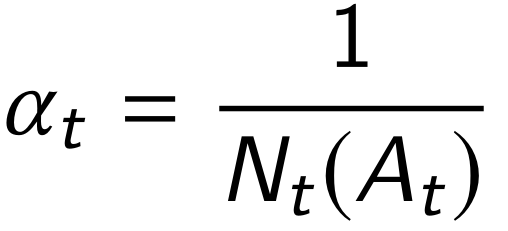 αₜ = 1 / Nₜ(Aₜ)